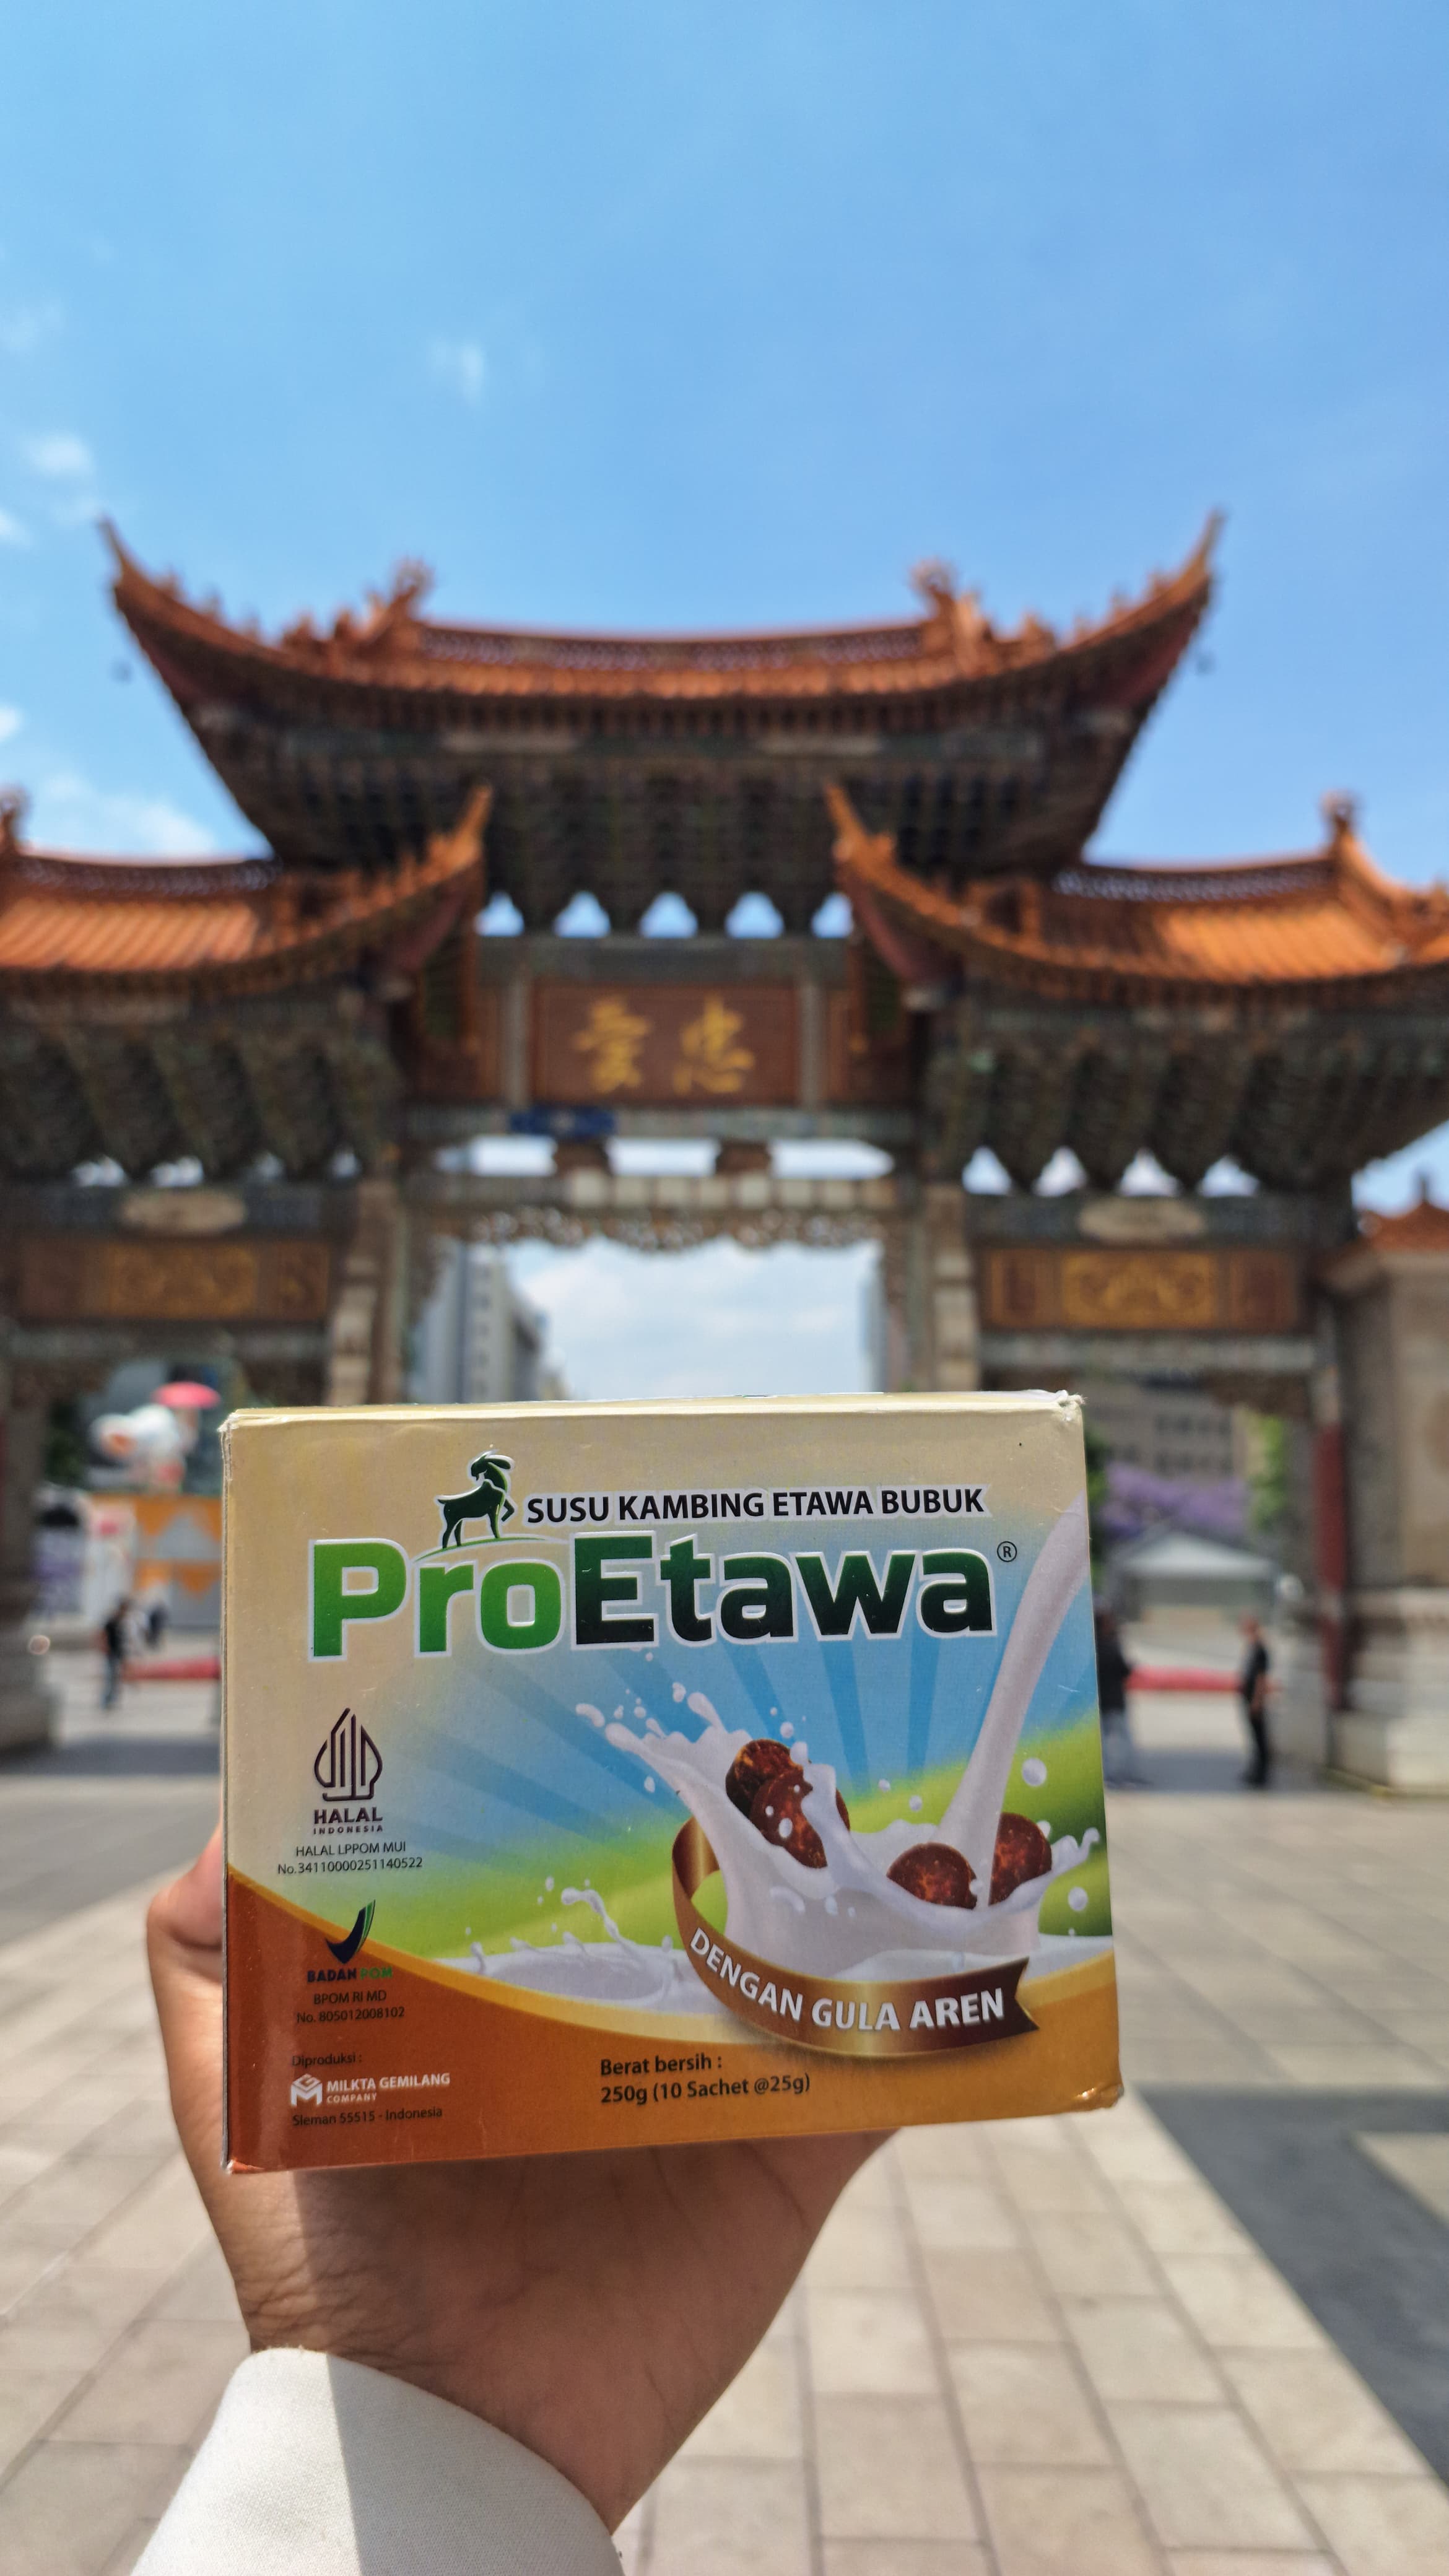 忠愛
SUSU KAMBING ETAWA BUBUK
ProEtawa®
HALAL
INDONESIA
HALAL LPPOM MUI
No.34110000251140522
BADAN POM
BPOM RI MD
No. 805012008102
Diproduksi :
MILKTA GEMILANG
COMPANY
Sleman 55515 - Indonesia
DENGAN GULA AREN
Berat bersih :
250g (10 Sachet @25g)